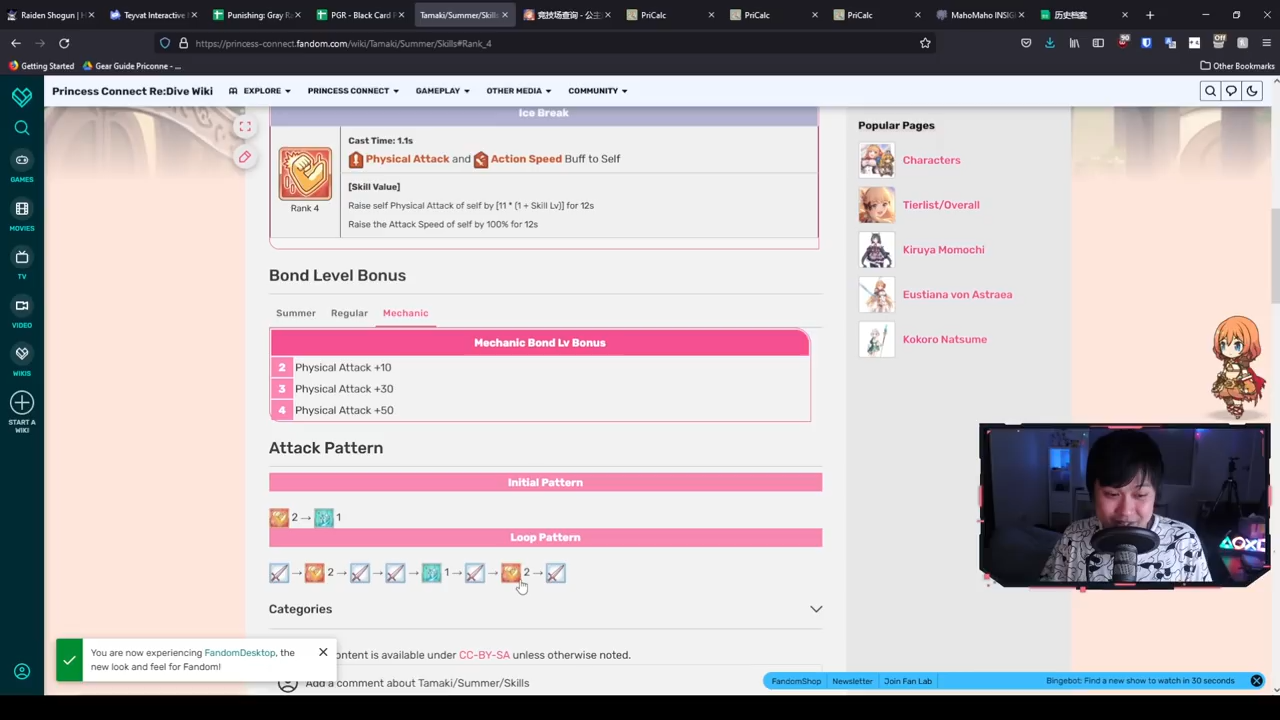 Raiden Shogun | H
Teyvat Interactive
Punishing: Gray Ra
PGR - Black Card P
Tamaki/Summer/Skills
竞技场查询 - 公主
PriCalc
PriCalc
PriCalc
MahoMaho INSIG
历史档案
https://princess-connect.fandom.com/wiki/Tamaki/Summer/Skills#Rank_4
90
Off
Getting Started
Gear Guide Priconne - ...
Other Bookmarks
Princess Connect Re:Dive Wiki
EXPLORE
PRINCESS CONNECT
GAMEPLAY
OTHER MEDIA
COMMUNITY
GAMES
MOVIES
TV
VIDEO
WIKIS
START A
WIKI
Ice Break
Cast Time: 1.1s
Physical Attack and Action Speed Buff to Self
[Skill Value]
Raise self Physical Attack of self by [11 * (1 + Skill Lv)] for 12s
Raise the Attack Speed of self by 100% for 12s
Rank 4
Bond Level Bonus
Summer Regular Mechanic
Mechanic Bond Lv Bonus
2 Physical Attack +10
3 Physical Attack +30
4 Physical Attack +50
Attack Pattern
Initial Pattern
2 → 1
Loop Pattern
→ 2 → → → 1 → → 2 →
Categories
ontent is available under CC-BY-SA unless otherwise noted.
Add a comment about Tamaki/Summer/Skills
You are now experiencing FandomDesktop, the
new look and feel for Fandom!
Popular Pages
Characters
Tierlist/Overall
Kiruya Momochi
Eustiana von Astraea
Kokoro Natsume
FandomShop
Newsletter
Join Fan Lab
Bingebot: Find a new show to watch in 30 seconds